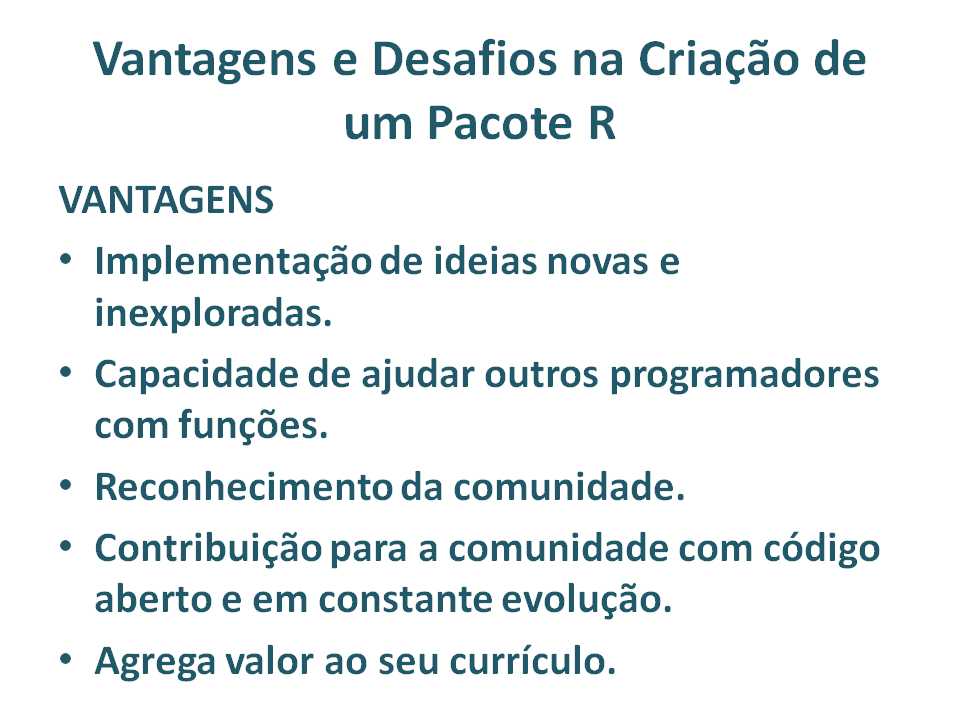 Vantagens e Desafios na Criação de
um Pacote R
VANTAGENS
• Implementação de ideias novas e
inexploradas.
• Capacidade de ajudar outros programadores
com funções.
• Reconhecimento da comunidade.
• Contribuição para a comunidade com código
aberto e em constante evolução.
• Agrega valor ao seu currículo.